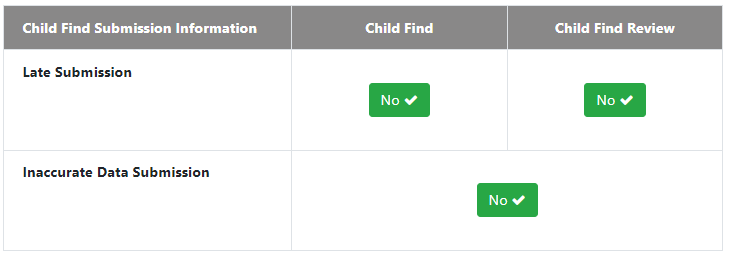 Child Find Submission Information Child Find Child Find Review
Late Submission
No No
Inaccurate Data Submission
No